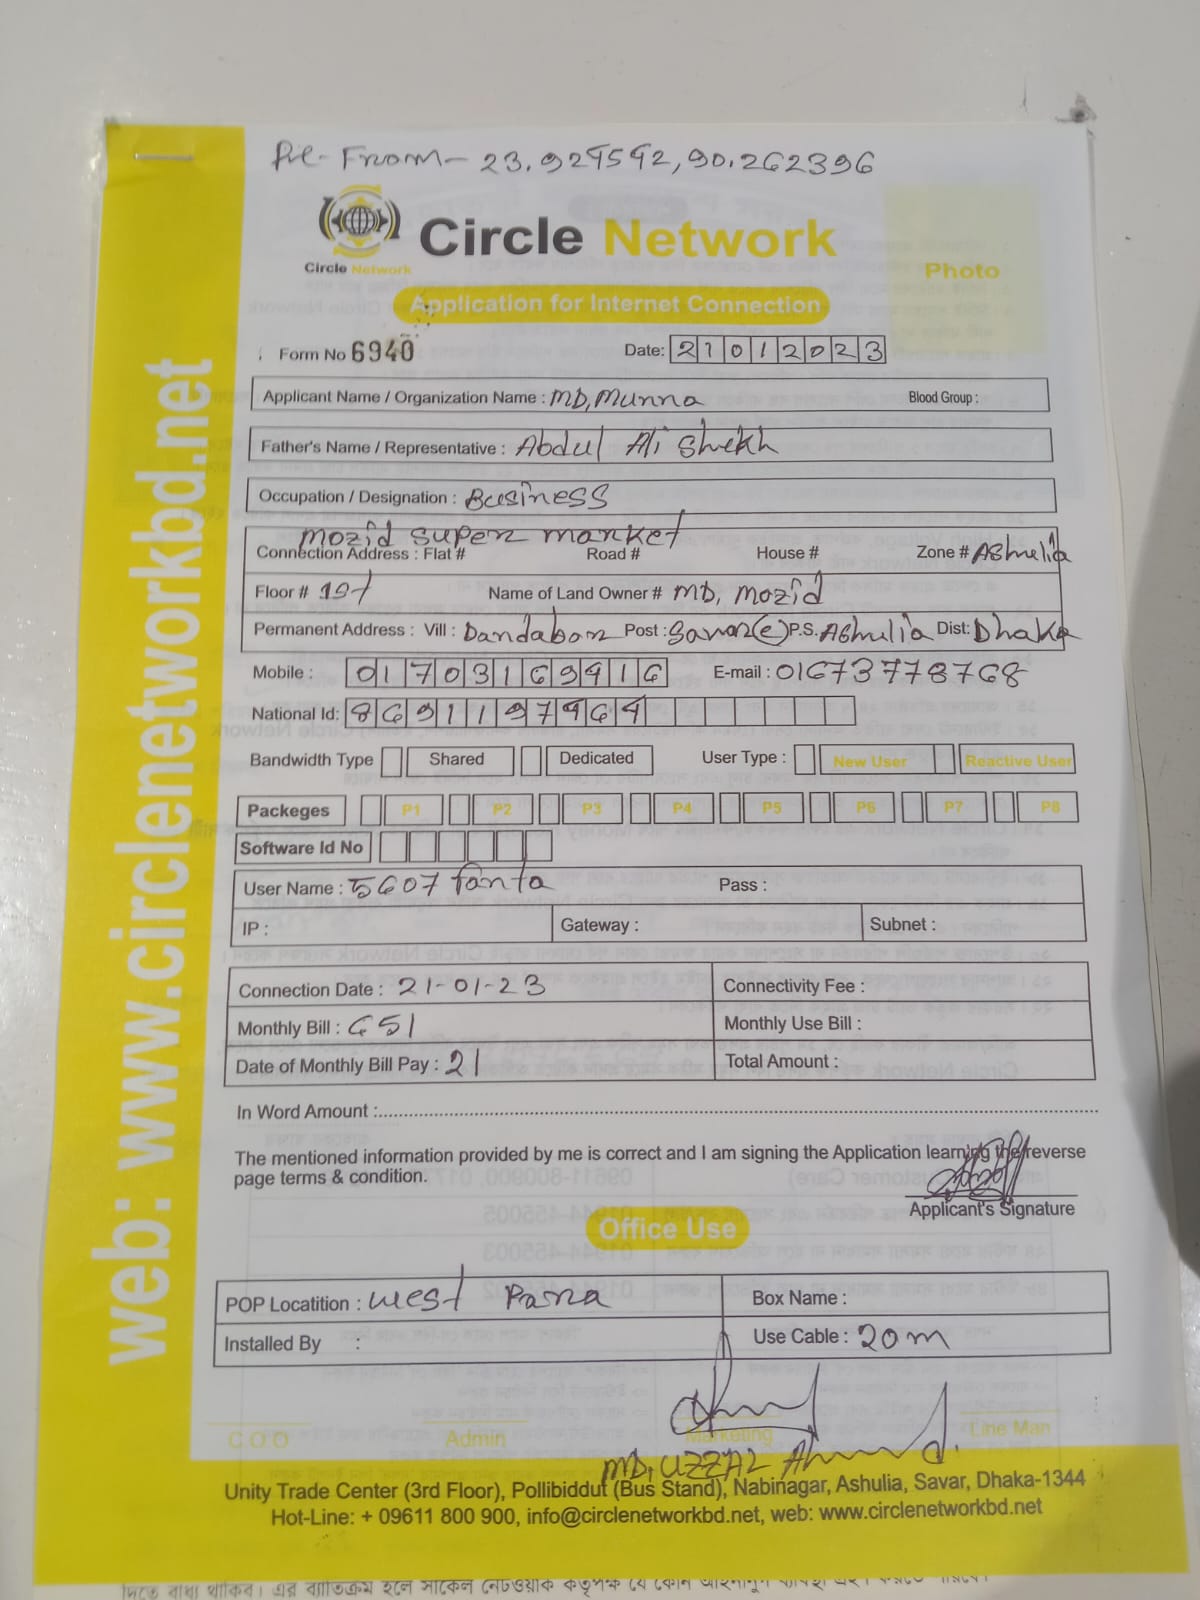 Re- From- 23.929592,90.262396
Circle Network
Circle Network
Photo
Application for Internet Connection
Form No 6940
Date: 21012023
Applicant Name / Organization Name : MD, Munna Blood Group :
Father's Name / Representative : Abdul Ali Shekh
Occupation / Designation : Business
Mozid super market
Connection Address : Flat # Road # House # Zone # Ashulia
Floor # 1st Name of Land Owner # MD, Mozid
Permanent Address : Vill : Dandabor Post : Savar(e) P.S. Ashulia Dist: Dhaka
Mobile : 01703169916 E-mail : 01673778768
National Id: 8691197969
Bandwidth Type Shared Dedicated User Type : New User Reactive User
Packeges P1 P2 P3 P4 P5 P6 P7 P8
Software Id No
User Name : 5607 fanta Pass :
IP : Gateway : Subnet :
Connection Date : 21-01-23 Connectivity Fee :
Monthly Bill : 651 Monthly Use Bill :
Date of Monthly Bill Pay : 21 Total Amount :
In Word Amount :
The mentioned information provided by me is correct and I am signing the Application learning the reverse
page terms & condition.
Applicant's Signature
Office Use
POP Locatition : West Para Box Name :
Installed By : Use Cable : 20m
C.O.O Admin Marketing Line Man
MD, UZZAL Ahmed.
Unity Trade Center (3rd Floor), Pollibiddut (Bus Stand), Nabinagar, Ashulia, Savar, Dhaka-1344
Hot-Line: + 09611 800 900, info@circlenetworkbd.net, web: www.circlenetworkbd.net
web: www.circlenetworkbd.net